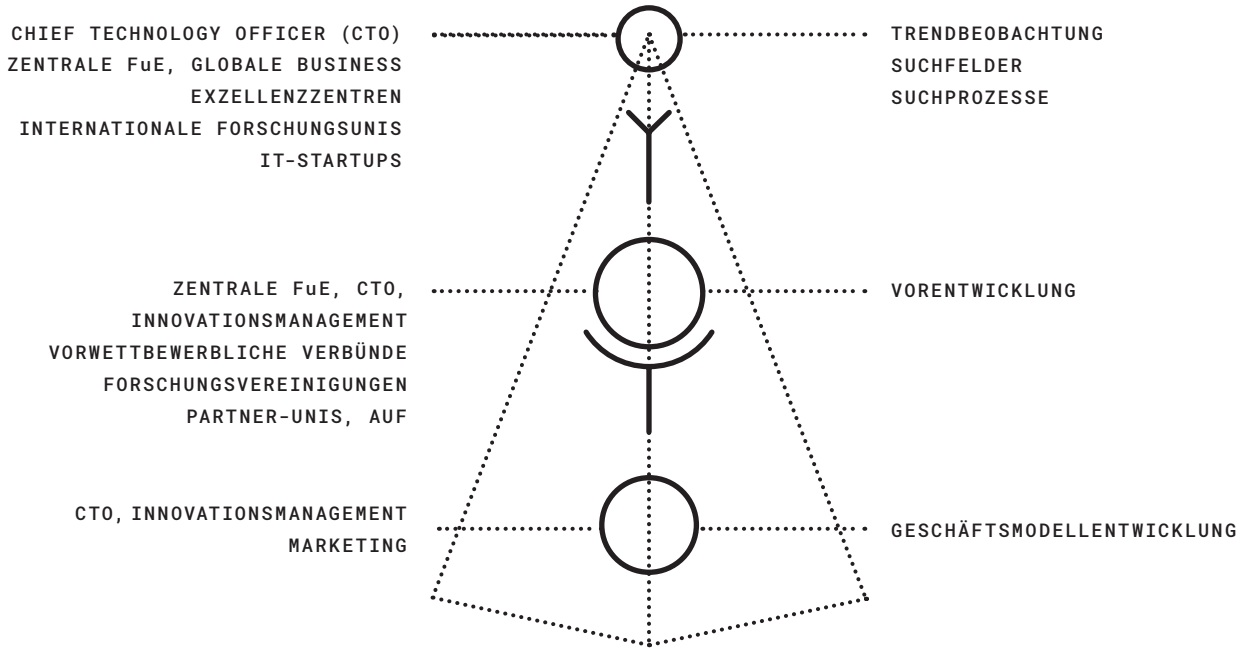 CHIEF TECHNOLOGY OFFICER (CTO)
ZENTRALE FuE, GLOBALE BUSINESS
EXZELLENZZENTREN
INTERNATIONALE FORSCHUNGSUNIS
IT-STARTUPS
TRENDBEOBACHTUNG
SUCHFELDER
SUCHPROZESSE
ZENTRALE FuE, CTO,
INNOVATIONSMANAGEMENT
VORWETTBEWERBLICHE VERBÜNDE
FORSCHUNGSVEREINIGUNGEN
PARTNER-UNIS, AUF
VORENTWICKLUNG
CTO, INNOVATIONSMANAGEMENT
MARKETING
GESCHÄFTSMODELLENTWICKLUNG